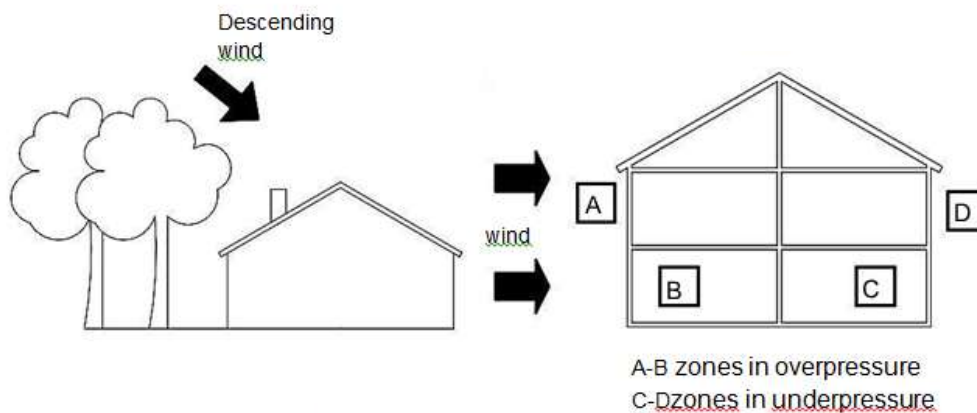 Descending
wind
wind
A
B
C
D
A-B zones in overpressure
C-Dzones in underpressure